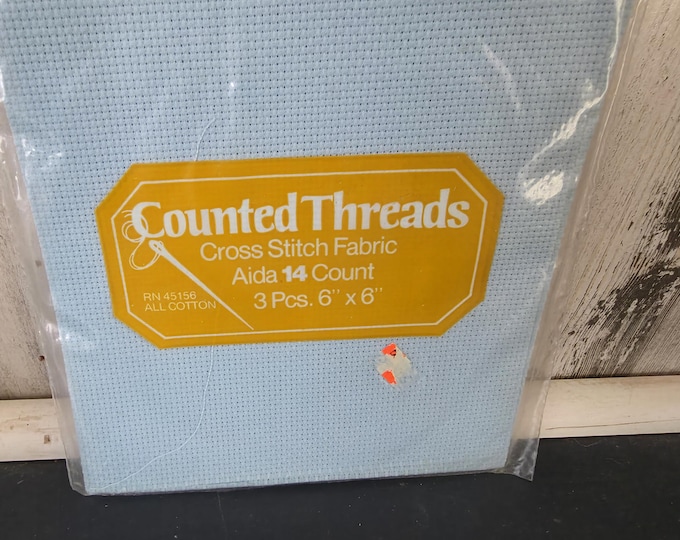 Counted Threads
Cross Stitch Fabric
Aida 14 Count
3 Pcs. 6" x 6"
RN 45156
ALL COTTON